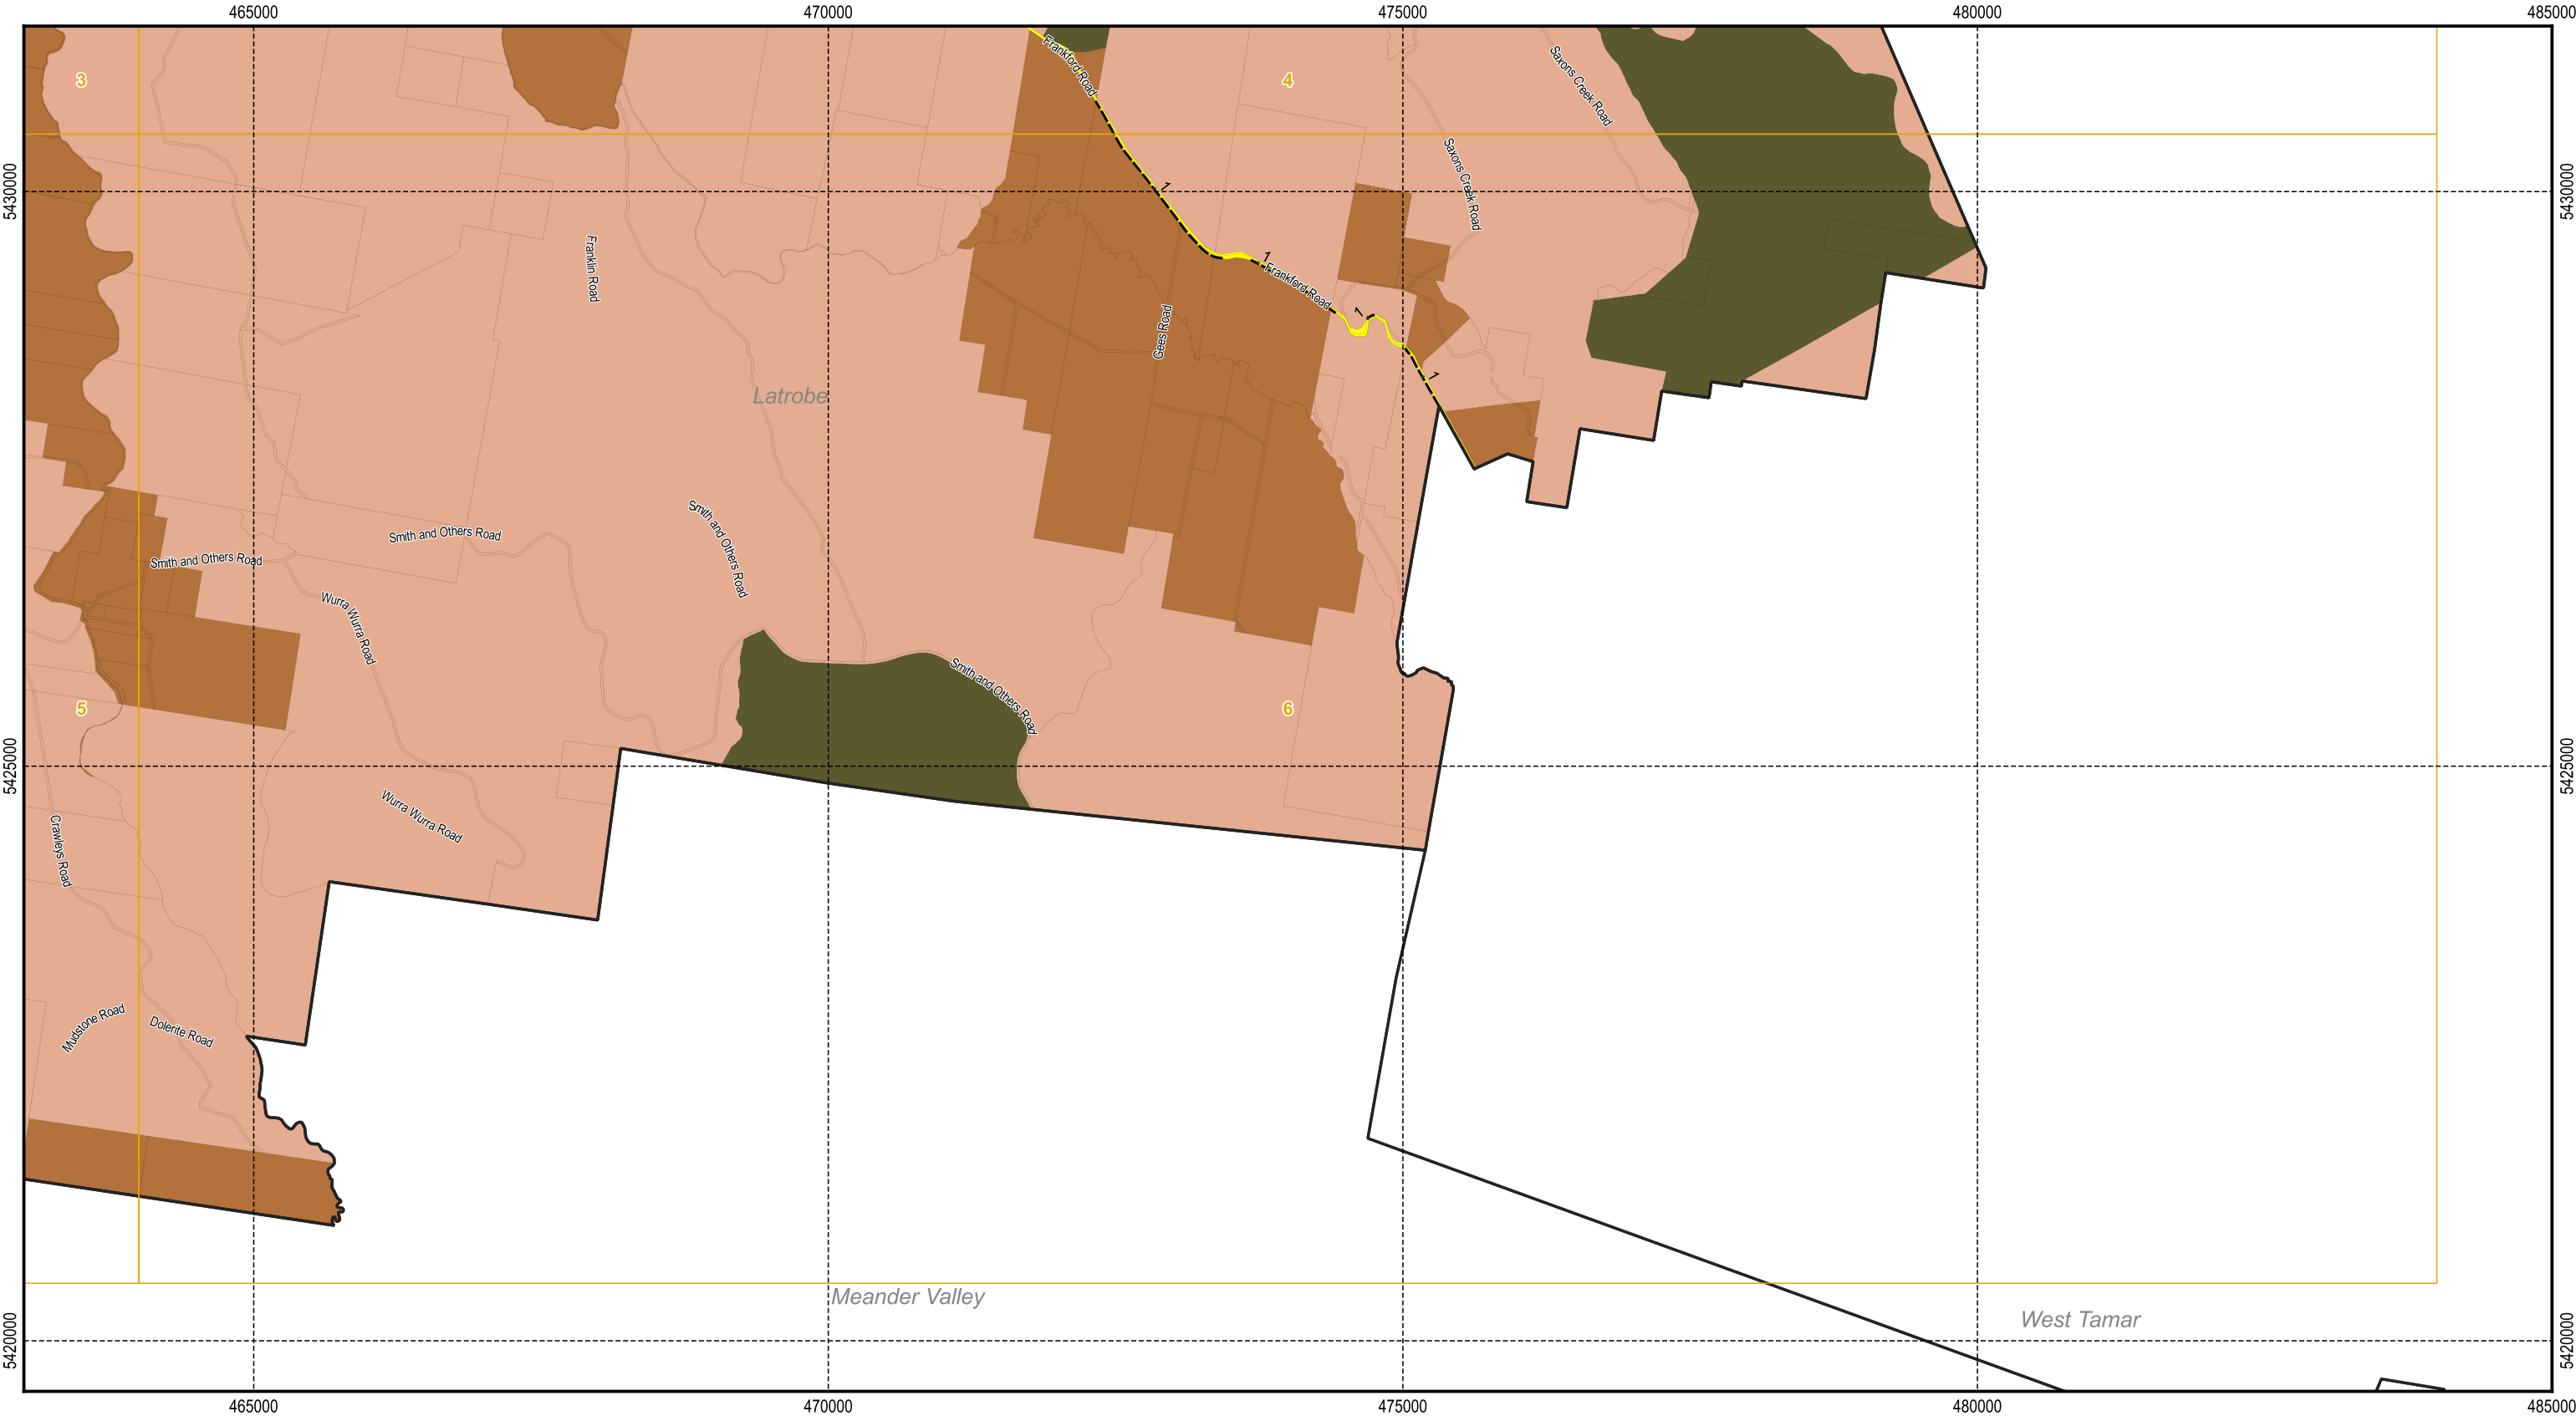 465000
470000
475000
480000
485000
3
4
Frankford Road
Saxons Creek Road
Saxons Creek Road
5430000
5430000
1
1
Frankford Road
1
1
Franklin Road
Gees Road
Latrobe
Smith and Others Road
Smith and Others Road
Smith and Others Road
Wurra Wurra Road
Smith and Others Road
5
6
5425000
5425000
Wurra Wurra Road
Crawleys Road
Mudstone Road
Dolerite Road
Meander Valley
West Tamar
5420000
5420000
465000
470000
475000
480000
485000